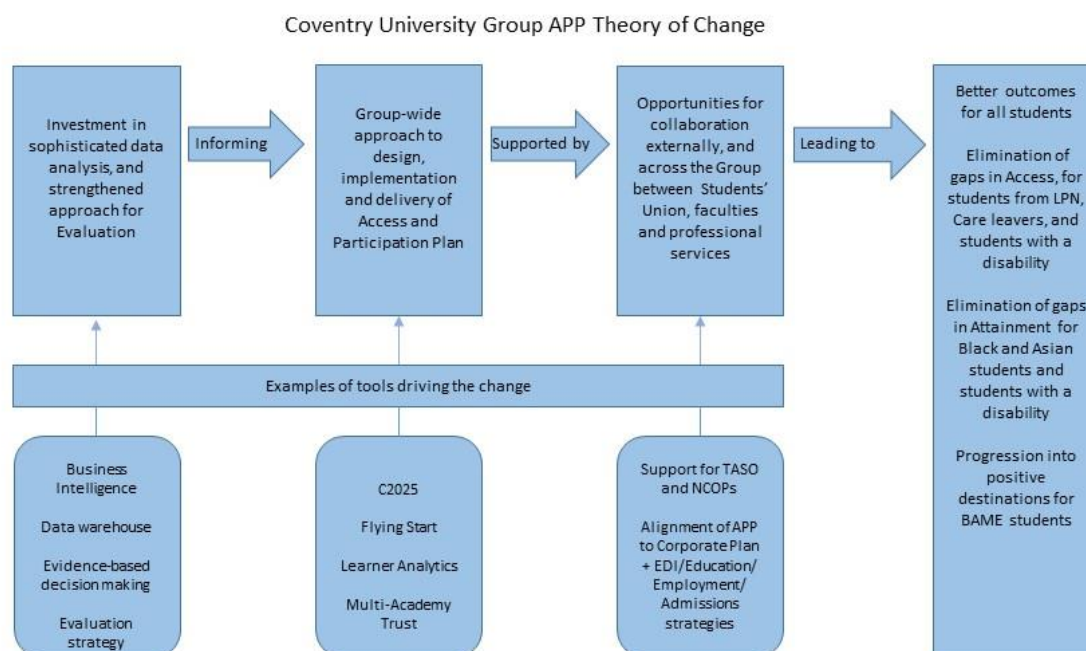 Coventry University Group APP Theory of Change
Investment in
sophisticated data
analysis, and
strengthened
approach for
Evaluation
Informing
Group-wide
approach to
design,
implementation
and delivery of
Access and
Participation Plan
Supported by
Opportunities for
collaboration
externally, and
across the Group
between Students’
Union, faculties
and professional
services
Leading to
Better outcomes
for all students
Elimination of
gaps in Access, for
students from LPN,
Care leavers, and
students with a
disability
Elimination of gaps
in Attainment for
Black and Asian
students and
students with a
disability
Progression into
positive
destinations for
BAME students
Examples of tools driving the change
Business
Intelligence
Data warehouse
Evidence-based
decision making
Evaluation
strategy
C2025
Flying Start
Learner Analytics
Multi-Academy
Trust
Support for TASO
and NCOPs
Alignment of APP
to Corporate Plan
+ EDI/Education/
Employment/
Admissions
strategies